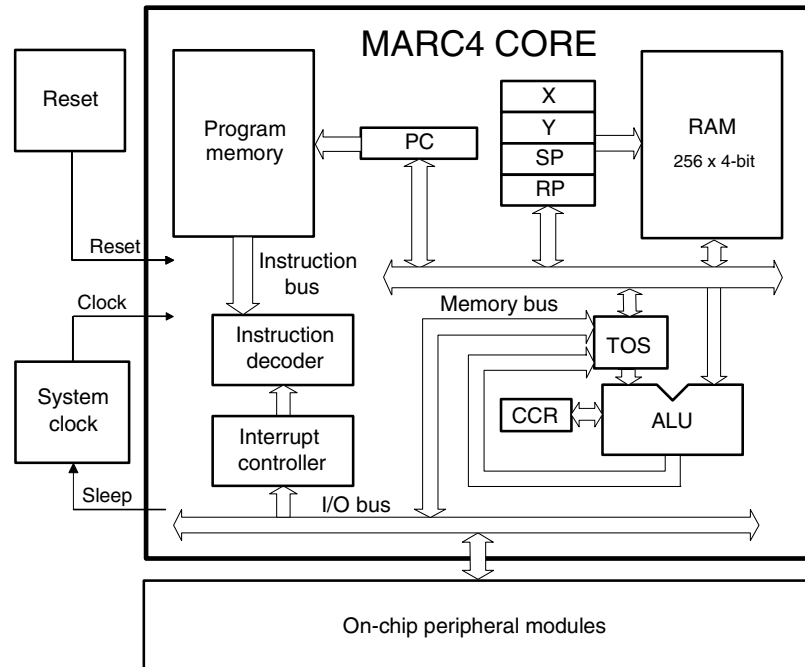 MARC4 CORE
Reset
Program
memory
PC
X
Y
SP
RP
RAM
256 x 4-bit
Reset
Instruction
bus
Clock
Memory bus
Instruction
decoder
TOS
System
clock
CCR
ALU
Interrupt
controller
Sleep
I/O bus
On-chip peripheral modules